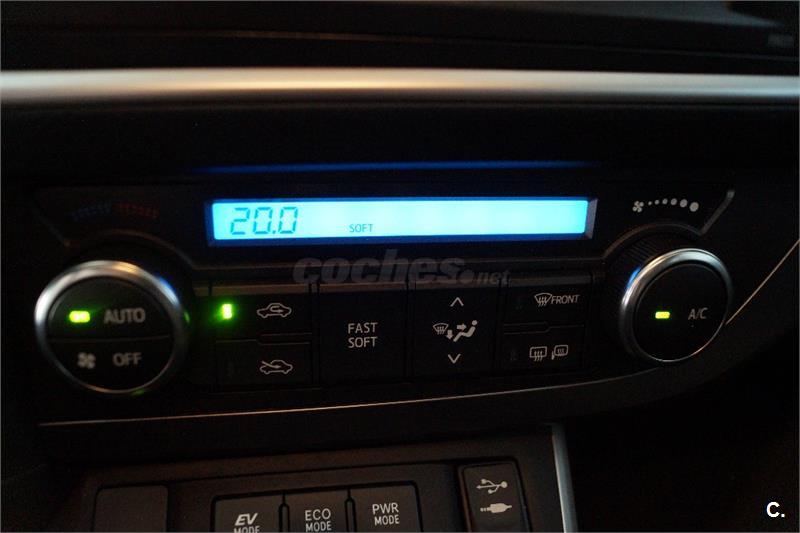 20.0
SOFT
coches.net
AUTO
OFF
FAST
SOFT
FRONT
A/C
EV
MODE
ECO
MODE
PWR
MODE
C.